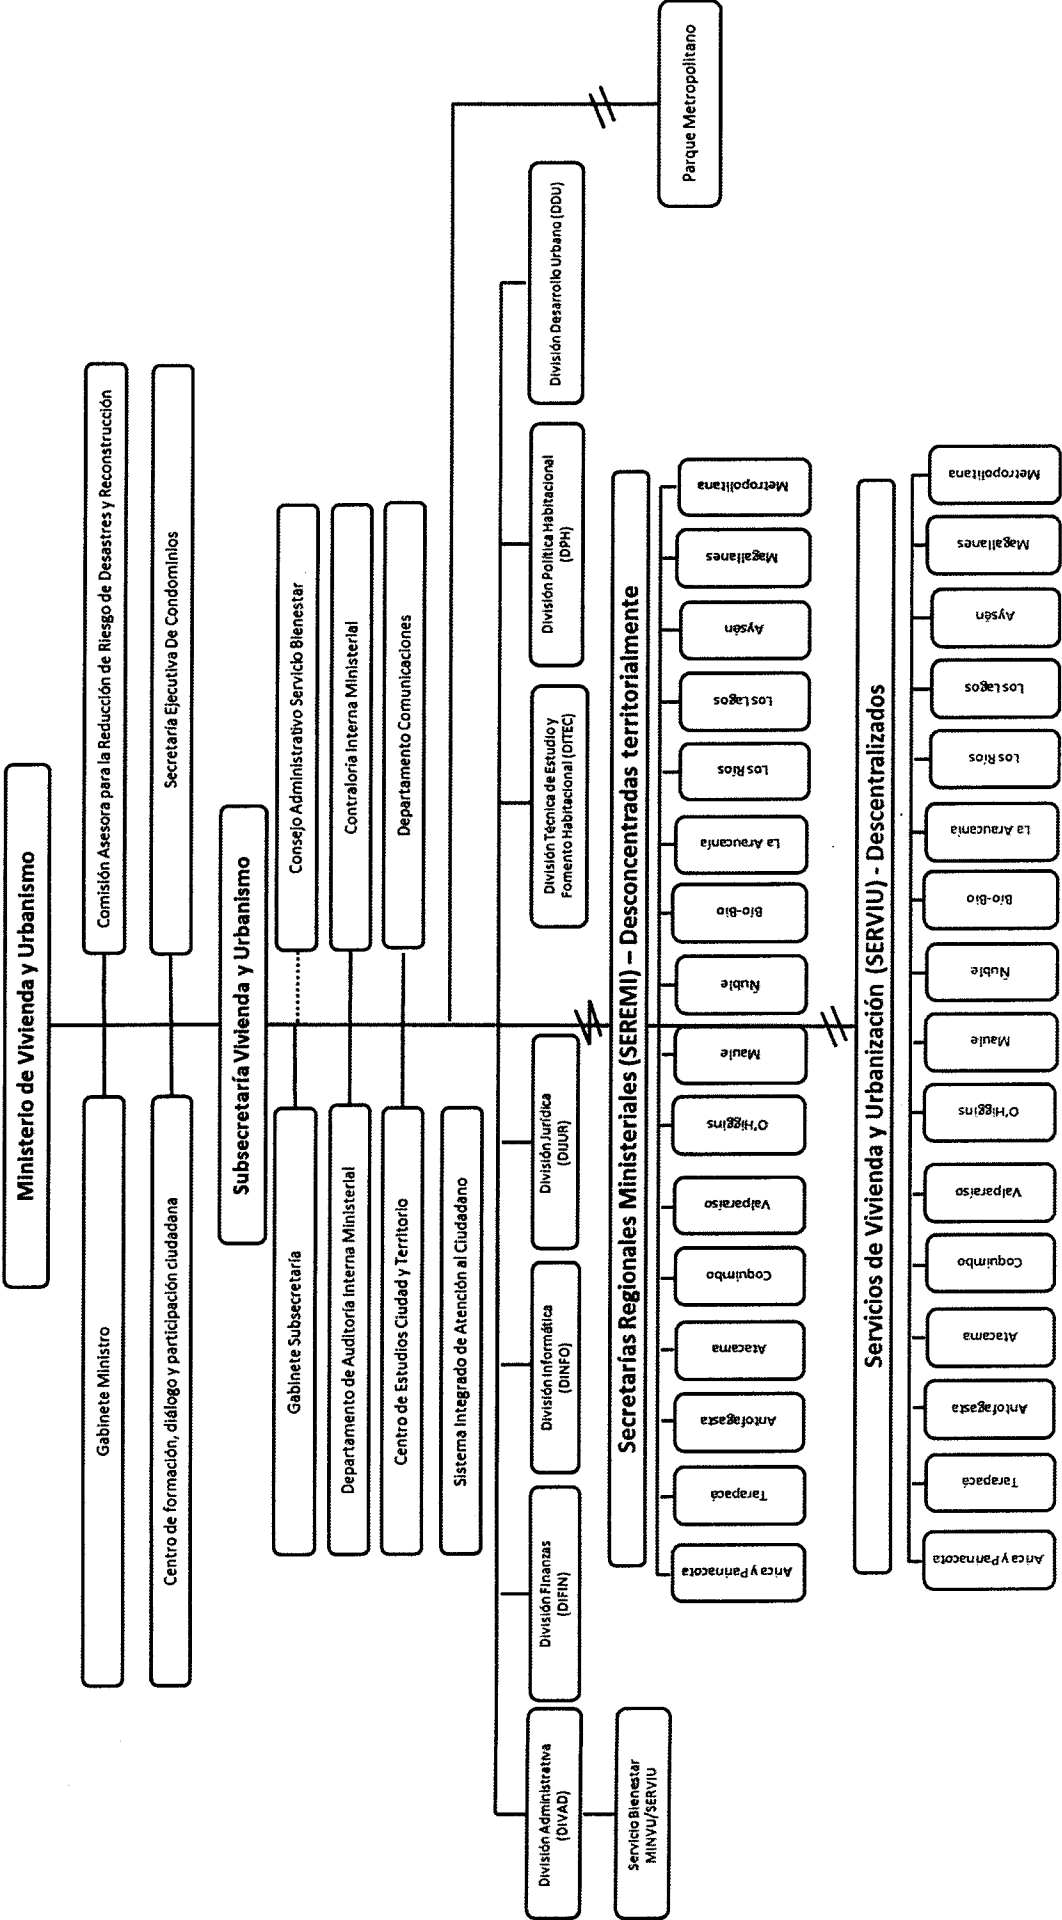 Ministerio de Vivienda y Urbanismo
Gabinete Ministro
Comisión Asesora para la Reducción de Riesgo de Desastres y Reconstrucción
Centro de formación, diálogo y participación ciudadana
Secretaría Ejecutiva De Condominios
Subsecretaría Vivienda y Urbanismo
Gabinete Subsecretaría
Consejo Administrativo Servicio Bienestar
Departamento de Auditoría Interna Ministerial
Contraloría Interna Ministerial
Centro de Estudios Ciudad y Territorio
Departamento Comunicaciones
Sistema Integrado de Atención al Ciudadano
División Administrativa
(DIVAD)
División Finanzas
(DIFIN)
División Informática
(DINFO)
División Jurídica
(DIJUR)
División Técnica de Estudio y
Fomento Habitacional (DITEC)
División Política Habitacional
(DPH)
División Desarrollo Urbano (DDU)
Servicio Bienestar
MINVU/SERVIU
Parque Metropolitano
Secretarías Regionales Ministeriales (SEREMI) – Desconcentradas territorialmente
Arica y Parinacota
Tarapacá
Antofagasta
Atacama
Coquimbo
Valparaíso
O'Higgins
Maule
Ñuble
Bío-Bío
La Araucanía
Los Ríos
Los Lagos
Aysén
Magallanes
Metropolitana
Servicios de Vivienda y Urbanización (SERVIU) - Descentralizados
Arica y Parinacota
Tarapacá
Antofagasta
Atacama
Coquimbo
Valparaíso
O'Higgins
Maule
Ñuble
Bío-Bío
La Araucanía
Los Ríos
Los Lagos
Aysén
Magallanes
Metropolitana